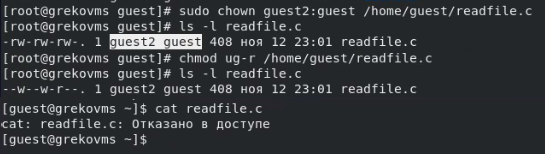 [root@grekovms guest]# sudo chown guest2:guest /home/guest/readfile.c
[root@grekovms guest]# ls -l readfile.c
-rw-rw-rw-. 1 guest2 guest 408 ноя 12 23:01 readfile.c
[root@grekovms guest]# chmod ug-r /home/guest/readfile.c
[root@grekovms guest]# ls -l readfile.c
--w--w-r--. 1 guest2 guest 408 ноя 12 23:01 readfile.c
[guest@grekovms ~]$ cat readfile.c
cat: readfile.c: Отказано в доступе
[guest@grekovms ~]$